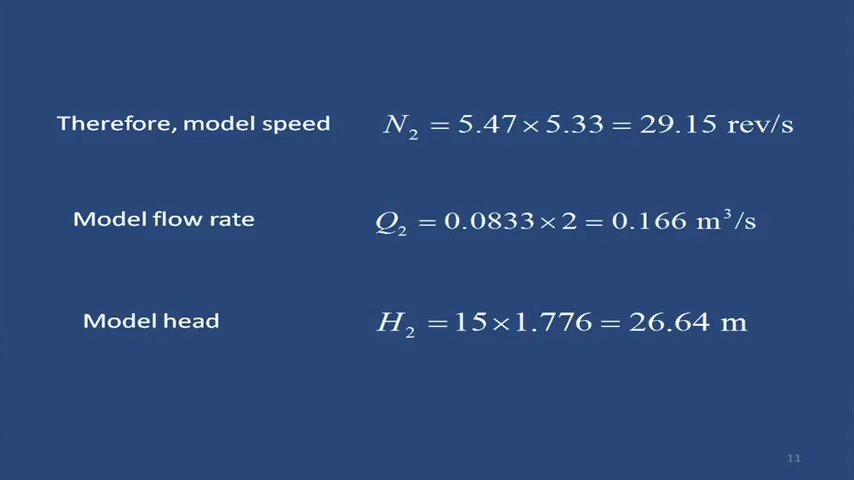 Therefore, model speed N₂ = 5.47 × 5.33 = 29.15 rev/s
Model flow rate Q₂ = 0.0833 × 2 = 0.166 m³/s
Model head H₂ = 15 × 1.776 = 26.64 m
11